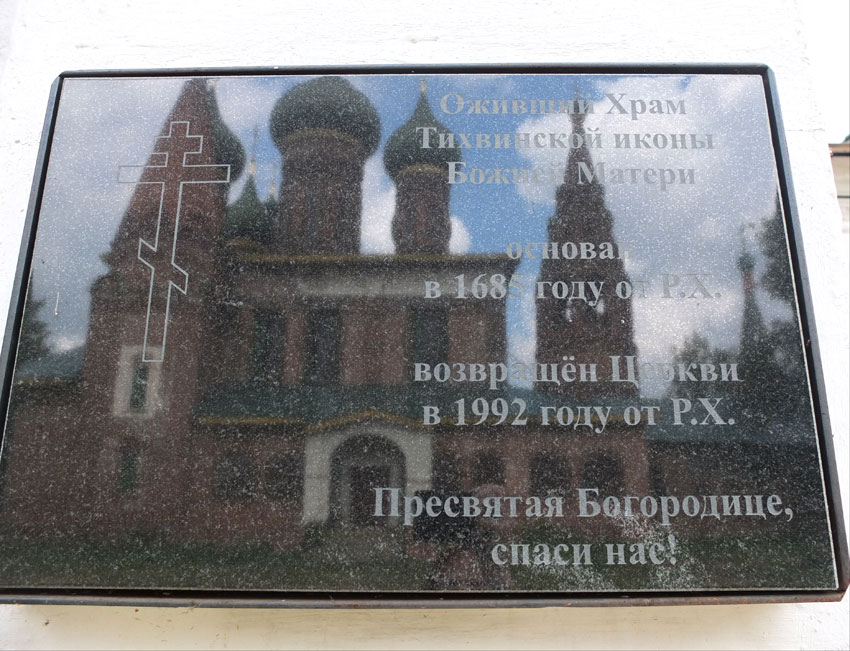 Оживший Храм
Тихвинской иконы
Божией Матери
основан
в 1685 году от Р.Х.
возвращён Церкви
в 1992 году от Р.Х.
Пресвятая Богородице,
спаси нас!